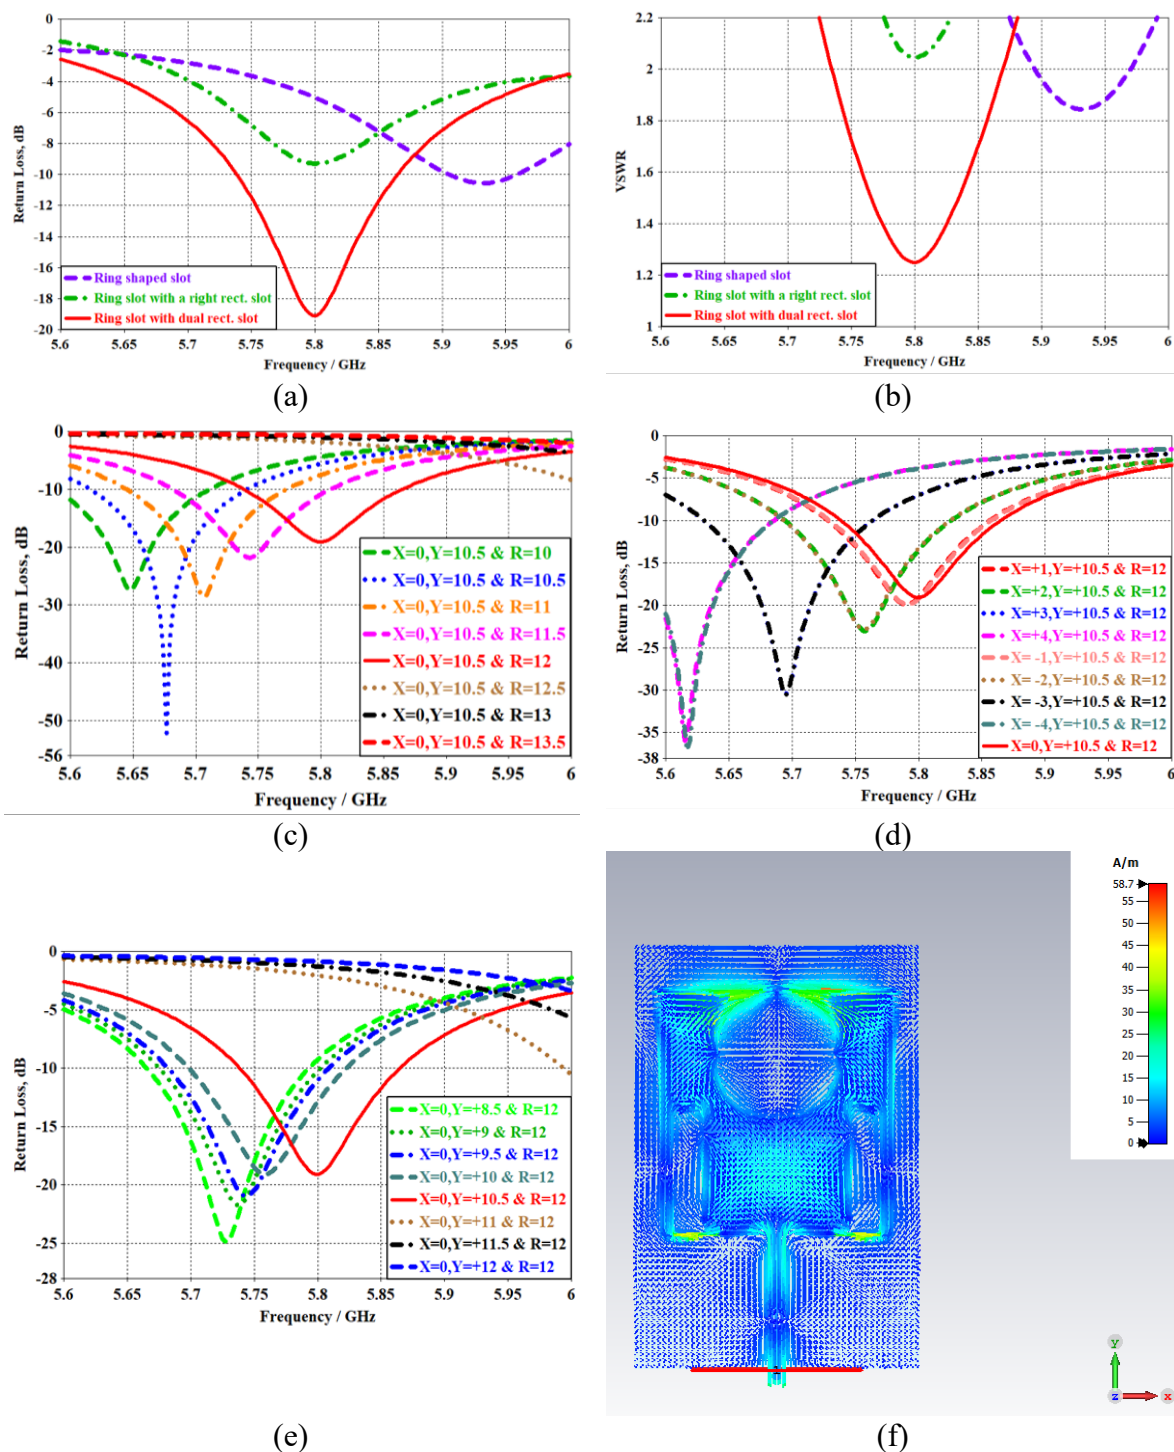 0
-2
-4
-6
-8
-10
-12
-14
-16
-18
-20
Return Loss, dB
Ring shaped slot
Ring slot with a right rect. slot
Ring slot with dual rect. slot
5.6 5.65 5.7 5.75 5.8 5.85 5.9 5.95 6
Frequency / GHz
(a)
2.2
2
1.8
1.6
1.4
1.2
1
VSWR
Ring shaped slot
Ring slot with a right rect. slot
Ring slot with dual rect. slot
5.6 5.65 5.7 5.75 5.8 5.85 5.9 5.95 6
Frequency / GHz
(b)
0
-10
-20
-30
-40
-50
-56
Return Loss, dB
X=0,Y=10.5 & R=10
X=0,Y=10.5 & R=10.5
X=0,Y=10.5 & R=11
X=0,Y=10.5 & R=11.5
X=0,Y=10.5 & R=12
X=0,Y=10.5 & R=12.5
X=0,Y=10.5 & R=13
X=0,Y=10.5 & R=13.5
5.6 5.65 5.7 5.75 5.8 5.85 5.9 5.95 6
Frequency / GHz
(c)
0
-5
-10
-15
-20
-25
-30
-35
-38
Return Loss, dB
X=+1,Y=+10.5 & R=12
X=+2,Y=+10.5 & R=12
X=+3,Y=+10.5 & R=12
X=+4,Y=+10.5 & R=12
X= -1,Y=+10.5 & R=12
X= -2,Y=+10.5 & R=12
X= -3,Y=+10.5 & R=12
X= -4,Y=+10.5 & R=12
X=0,Y=+10.5 & R=12
5.6 5.65 5.7 5.75 5.8 5.85 5.9 5.95 6
Frequency / GHz
(d)
0
-5
-10
-15
-20
-25
-28
Return Loss, dB
X=0,Y=+8.5 & R=12
X=0,Y=+9 & R=12
X=0,Y=+9.5 & R=12
X=0,Y=+10 & R=12
X=0,Y=+10.5 & R=12
X=0,Y=+11 & R=12
X=0,Y=+11.5 & R=12
X=0,Y=+12 & R=12
5.6 5.65 5.7 5.75 5.8 5.85 5.9 5.95 6
Frequency / GHz
(e)
A/m
58.7
55
50
45
40
35
30
25
20
15
10
5
0
y
z x
(f)